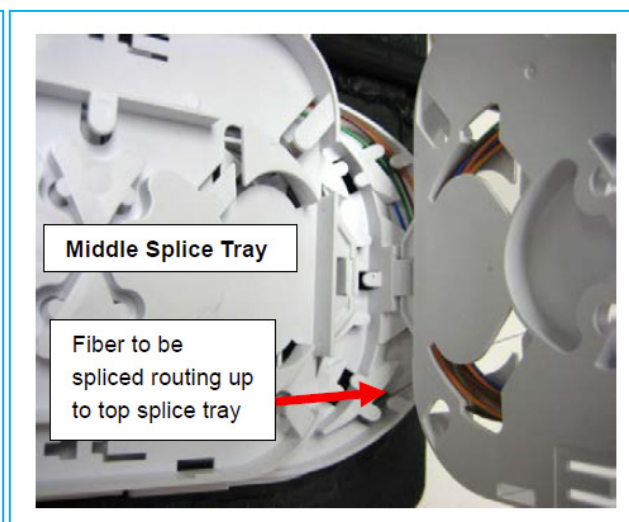 Middle Splice Tray
Fiber to be
spliced routing up
to top splice tray